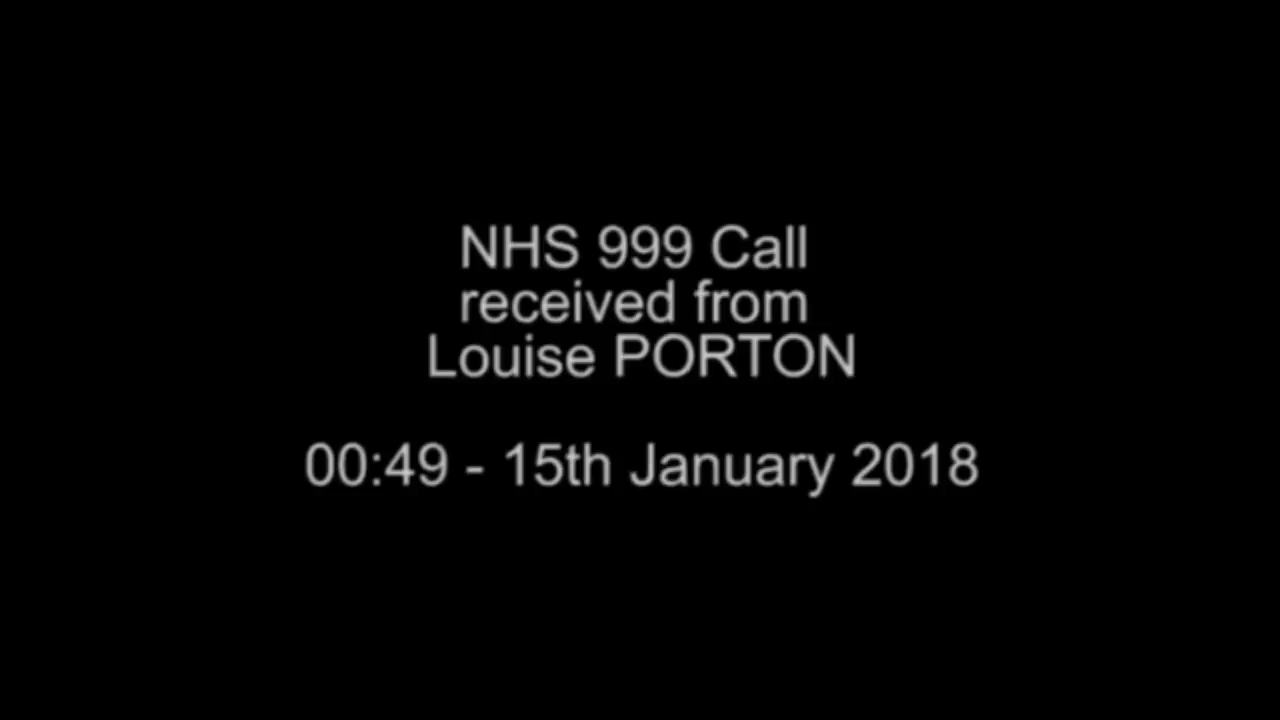 NHS 999 Call
received from
Louise PORTON
00:49 - 15th January 2018